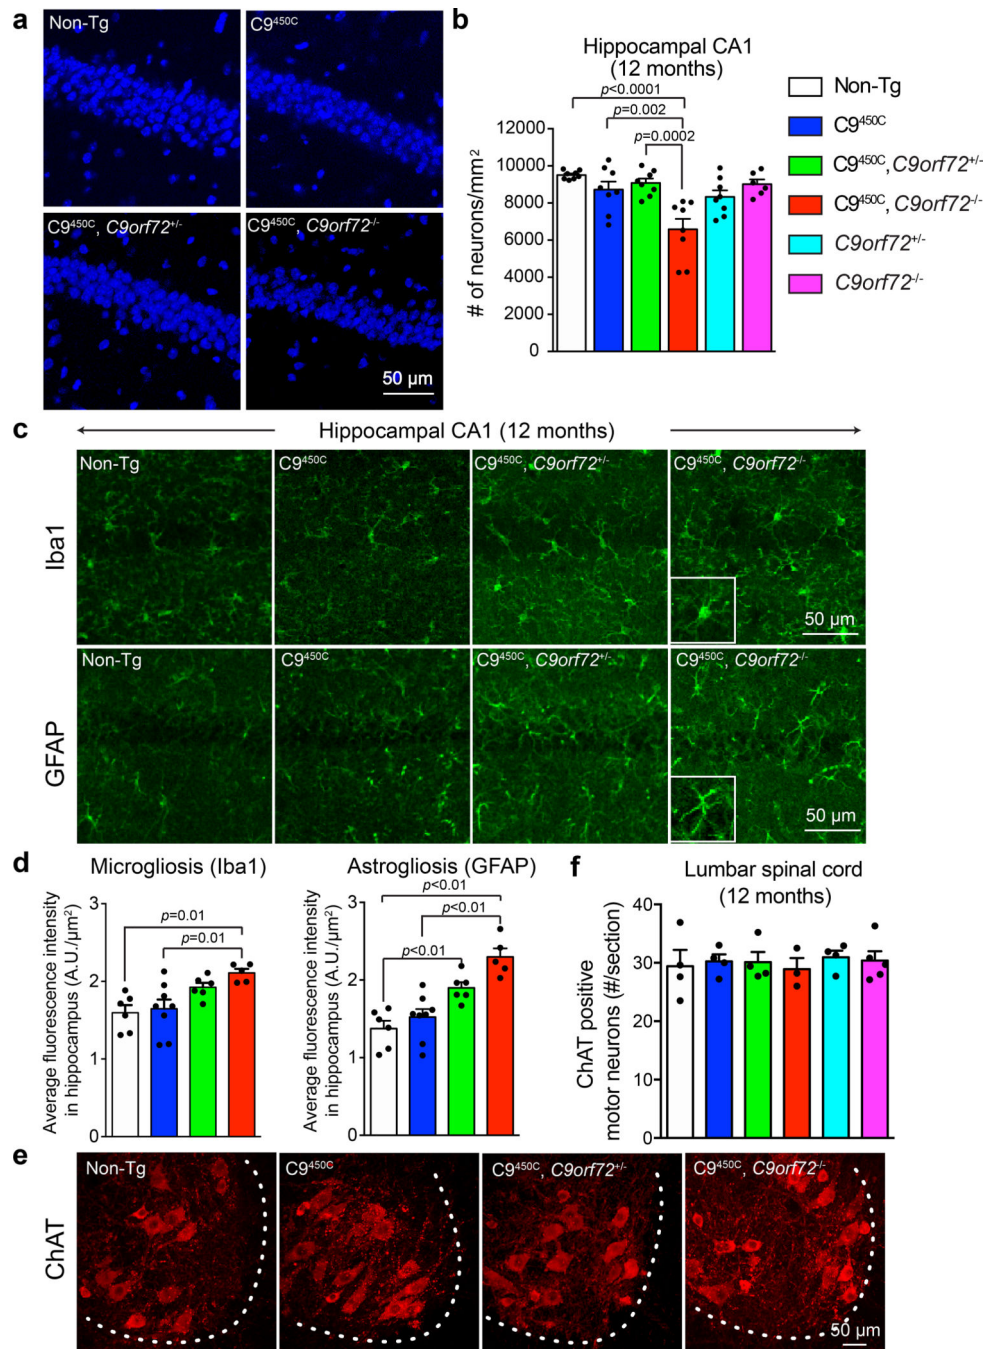 a
Non-Tg
C9⁴⁵⁰ᶜ
C9⁴⁵⁰ᶜ, C9orf72⁺/⁻
C9⁴⁵⁰ᶜ, C9orf72⁻/⁻
50 µm
b
Hippocampal CA1
(12 months)
p<0.0001
p=0.002
p=0.0002
# of neurons/mm²
12000
10000
8000
6000
4000
2000
0
Non-Tg
C9⁴⁵⁰ᶜ
C9⁴⁵⁰ᶜ, C9orf72⁺/⁻
C9⁴⁵⁰ᶜ, C9orf72⁻/⁻
C9orf72⁺/⁻
C9orf72⁻/⁻
c
Hippocampal CA1 (12 months)
Iba1
Non-Tg
C9⁴⁵⁰ᶜ
C9⁴⁵⁰ᶜ, C9orf72⁺/⁻
C9⁴⁵⁰ᶜ, C9orf72⁻/⁻
50 µm
GFAP
Non-Tg
C9⁴⁵⁰ᶜ
C9⁴⁵⁰ᶜ, C9orf72⁺/⁻
C9⁴⁵⁰ᶜ, C9orf72⁻/⁻
50 µm
d
Microgliosis (Iba1)
Average fluorescence intensity
in hippocampus (A.U./µm²)
3
2
1
0
p=0.01
p=0.01
Astrogliosis (GFAP)
Average fluorescence intensity
in hippocampus (A.U./µm²)
3
2
1
0
p<0.01
p<0.01
p<0.01
f
Lumbar spinal cord
(12 months)
ChAT positive
motor neurons (#/section)
40
30
20
10
0
e
ChAT
Non-Tg
C9⁴⁵⁰ᶜ
C9⁴⁵⁰ᶜ, C9orf72⁺/⁻
C9⁴⁵⁰ᶜ, C9orf72⁻/⁻
50 µm